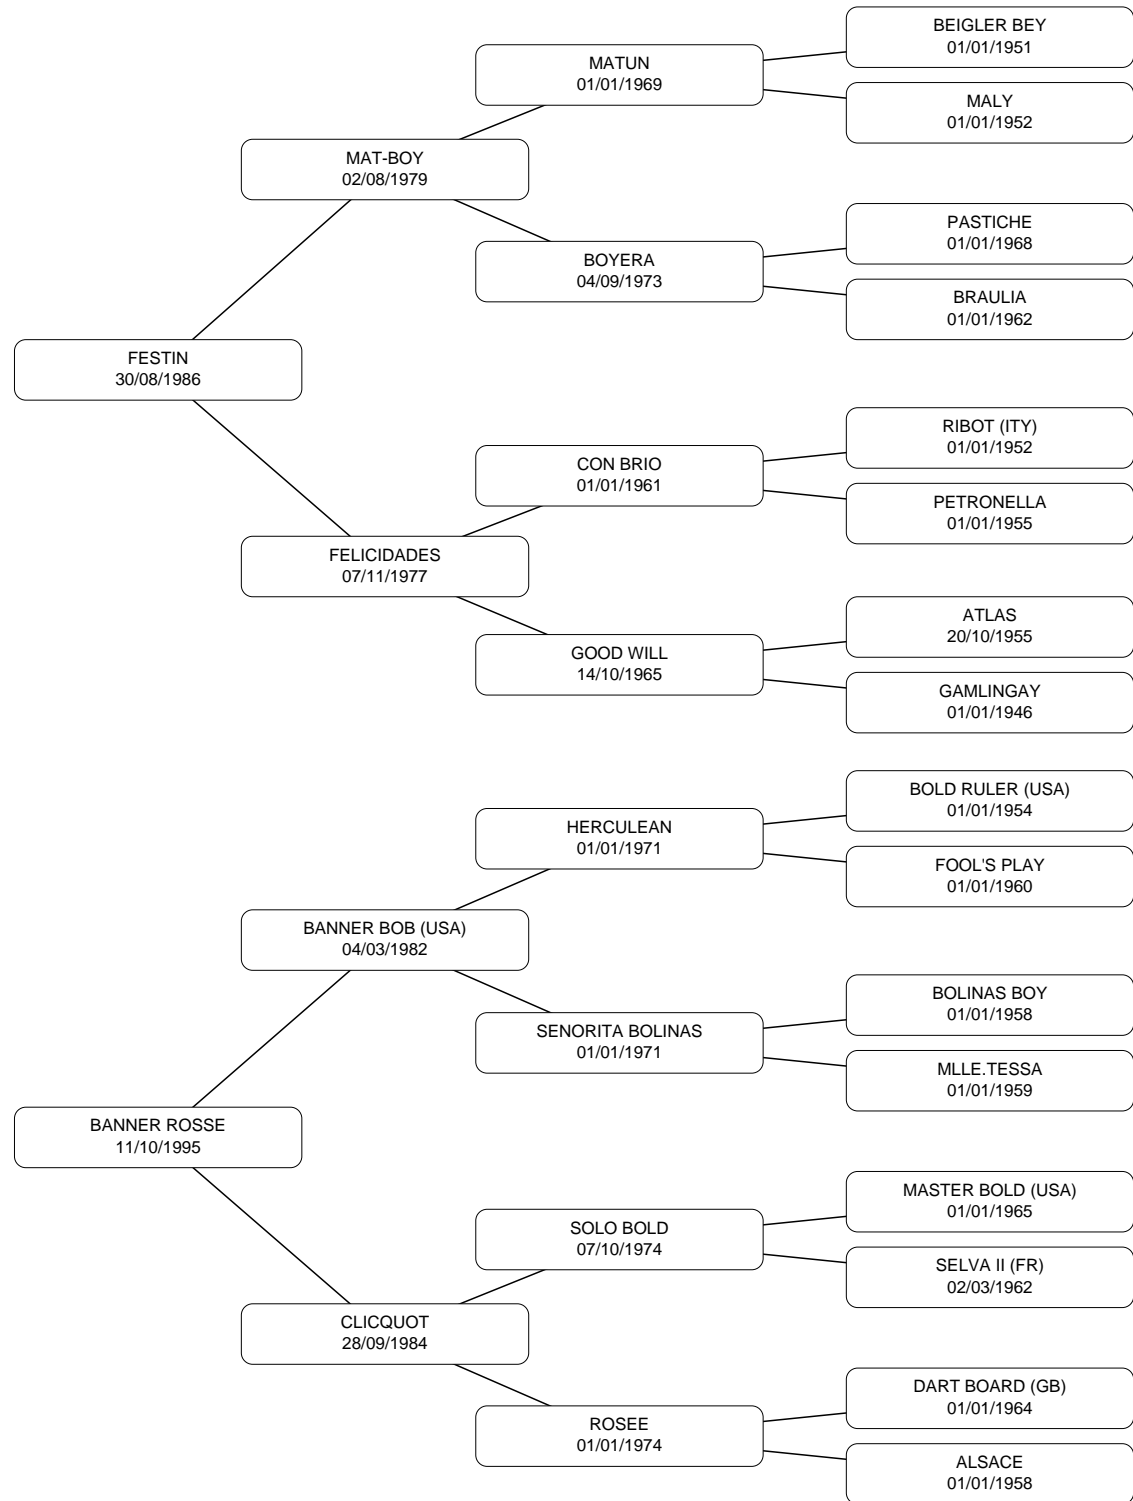 BEIGLER BEY
01/01/1951
MATUN
01/01/1969
MALY
01/01/1952
MAT-BOY
02/08/1979
PASTICHE
01/01/1968
BOYERA
04/09/1973
BRAULIA
01/01/1962
FESTIN
30/08/1986
RIBOT (ITY)
01/01/1952
CON BRIO
01/01/1961
PETRONELLA
01/01/1955
FELICIDADES
07/11/1977
ATLAS
20/10/1955
GOOD WILL
14/10/1965
GAMLINGAY
01/01/1946
BOLD RULER (USA)
01/01/1954
HERCULEAN
01/01/1971
FOOL'S PLAY
01/01/1960
BANNER BOB (USA)
04/03/1982
BOLINAS BOY
01/01/1958
SENORITA BOLINAS
01/01/1971
MLLE.TESSA
01/01/1959
BANNER ROSSE
11/10/1995
MASTER BOLD (USA)
01/01/1965
SOLO BOLD
07/10/1974
SELVA II (FR)
02/03/1962
CLICQUOT
28/09/1984
DART BOARD (GB)
01/01/1964
ROSEE
01/01/1974
ALSACE
01/01/1958